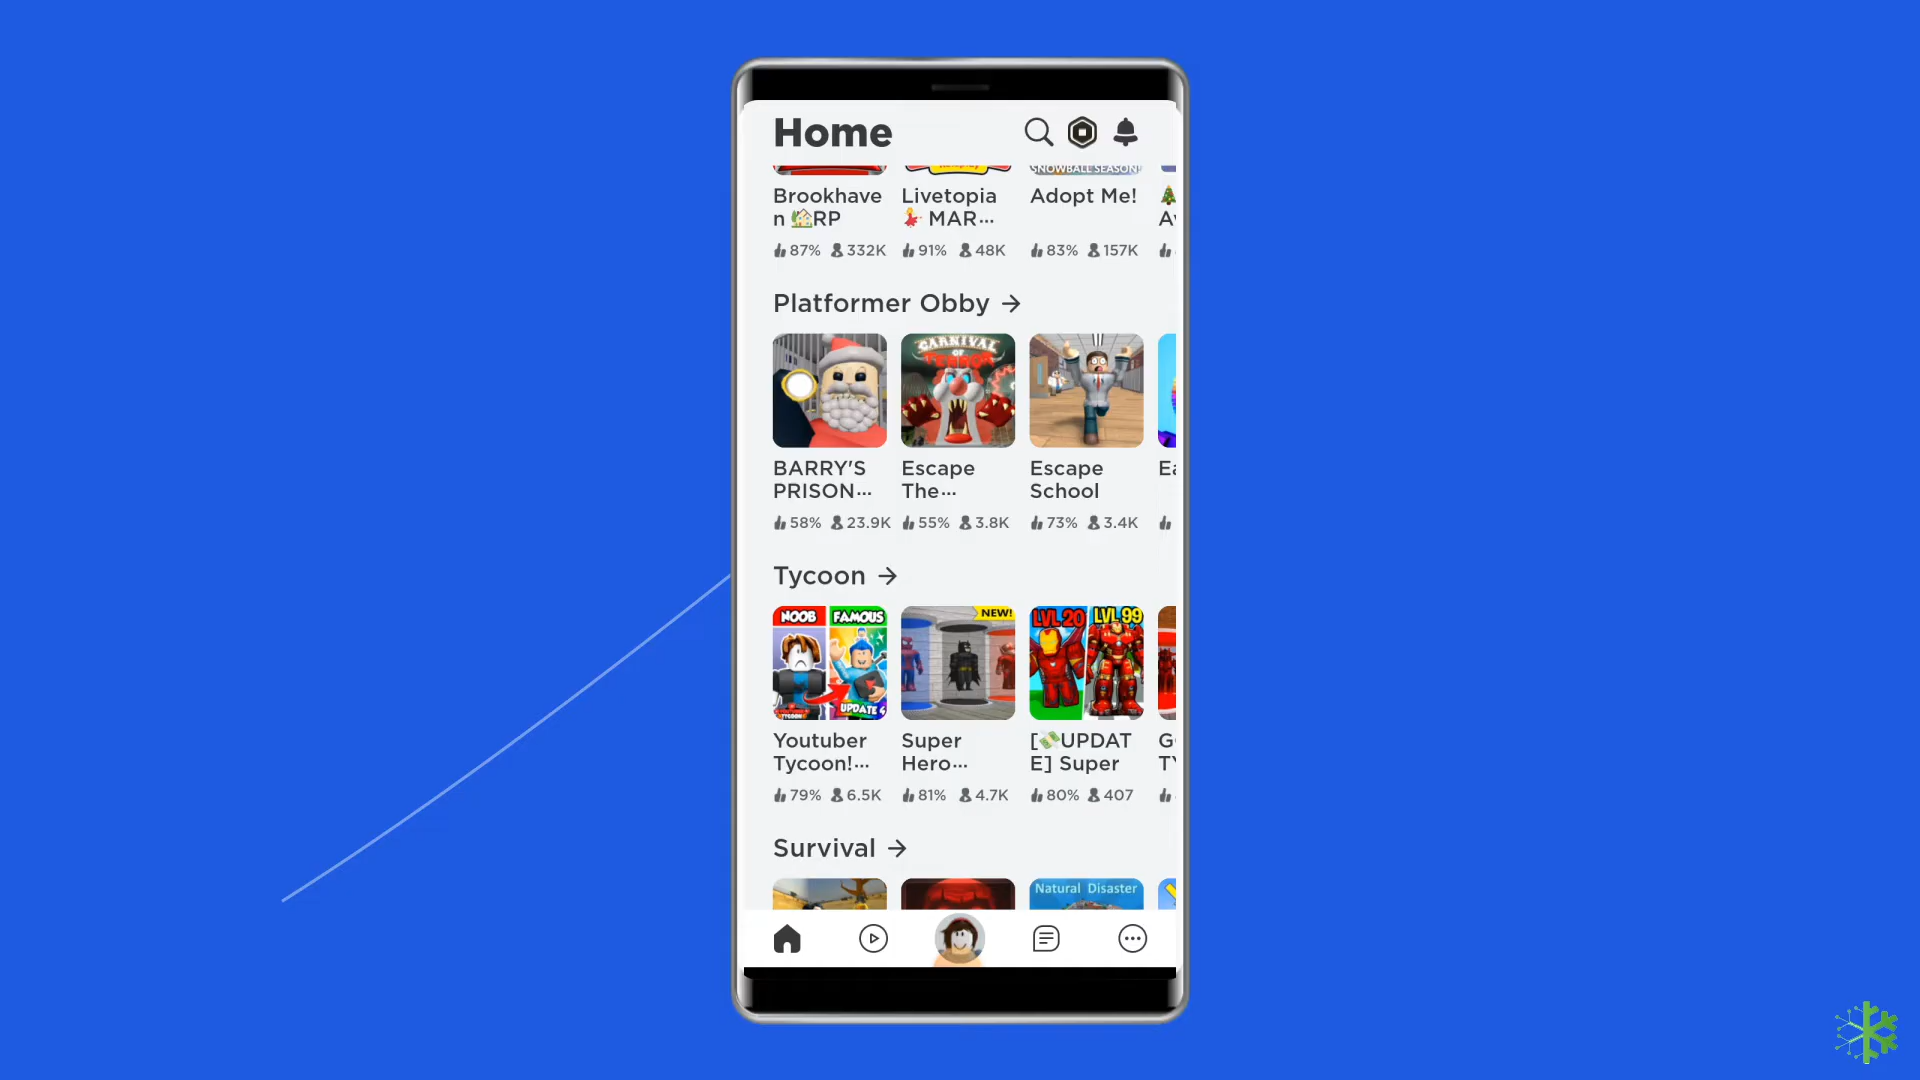 Home
SNOWBALL SEASON!
Brookhave
n 🏡RP
Livetopia
💃 MAR...
Adopt Me!
87% 332K
91% 48K
83% 157K
Platformer Obby →
CARNIVAL
OF
TERROR
BARRY'S
PRISON...
Escape
The...
Escape
School
58% 23.9K
55% 3.8K
73% 3.4K
Tycoon →
NOOB FAMOUS
UPDATE 4
NEW!
LVL 20 LVL 99
Youtuber
Tycoon!...
Super
Hero...
[💸UPDAT
E] Super
79% 6.5K
81% 4.7K
80% 407
Survival →
Natural Disaster